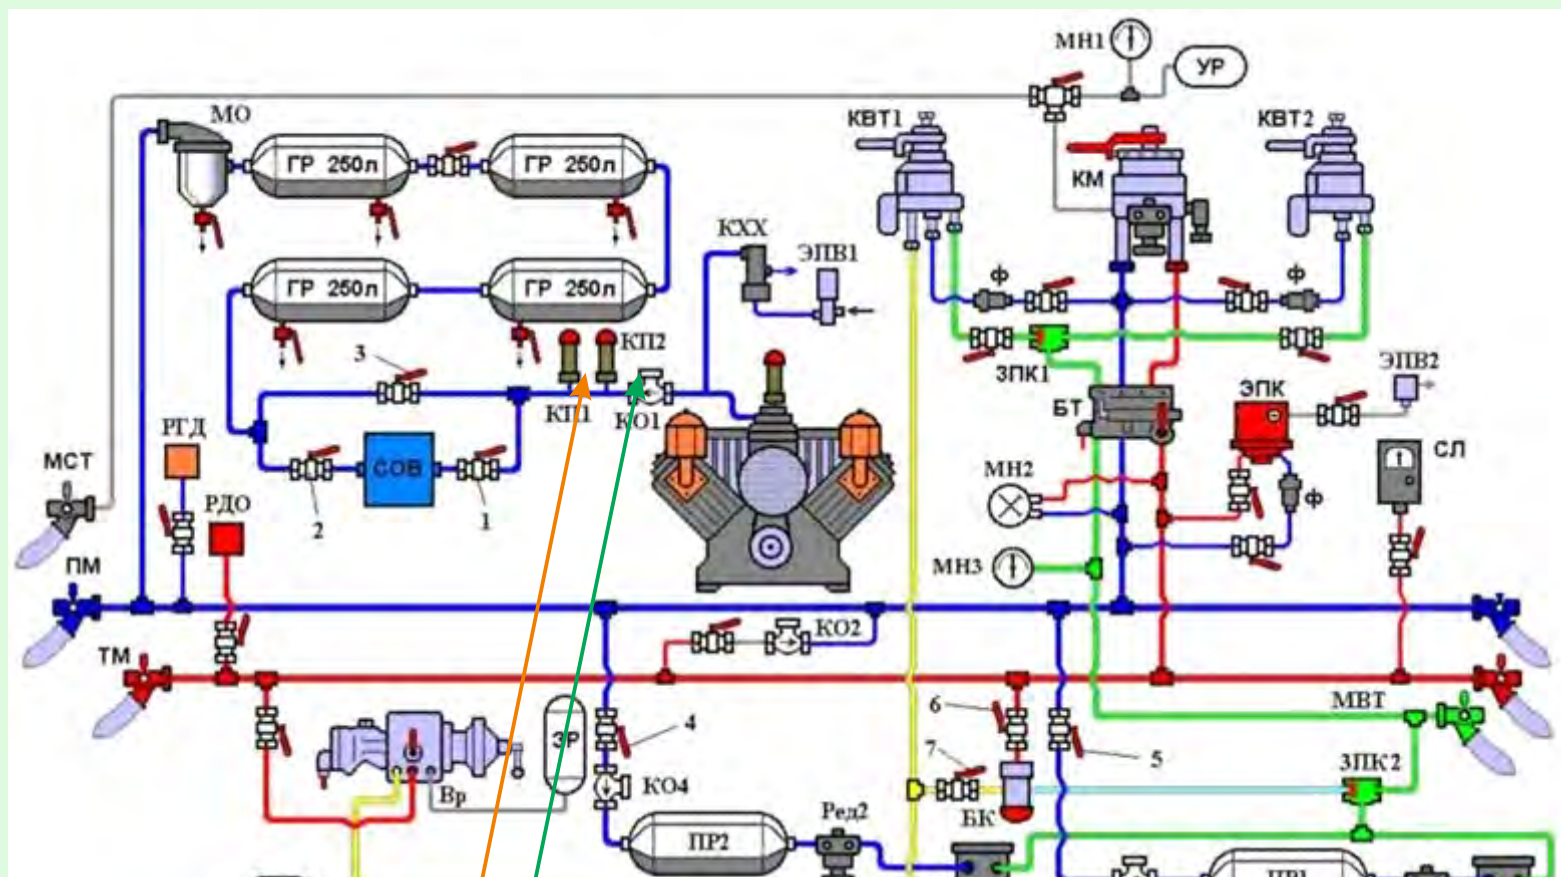 МН1
УР
МО
КВТ1
КВТ2
ГР 250л
ГР 250л
КМ
КХХ
ЭПВ1
Ф
Ф
ГР 250л
ГР 250л
КП2
3
ЗПК1
ЭПВ2
ЭПК
КП1
КО1
БТ
РГД
МСТ
СОВ
СЛ
МН2
РДО
2
1
Ф
ПМ
МН3
КО2
ТМ
МВТ
6
4
ЗР
7
5
ЗПК2
Вр
КО4
БК
Ред2
ПР2
ПР1